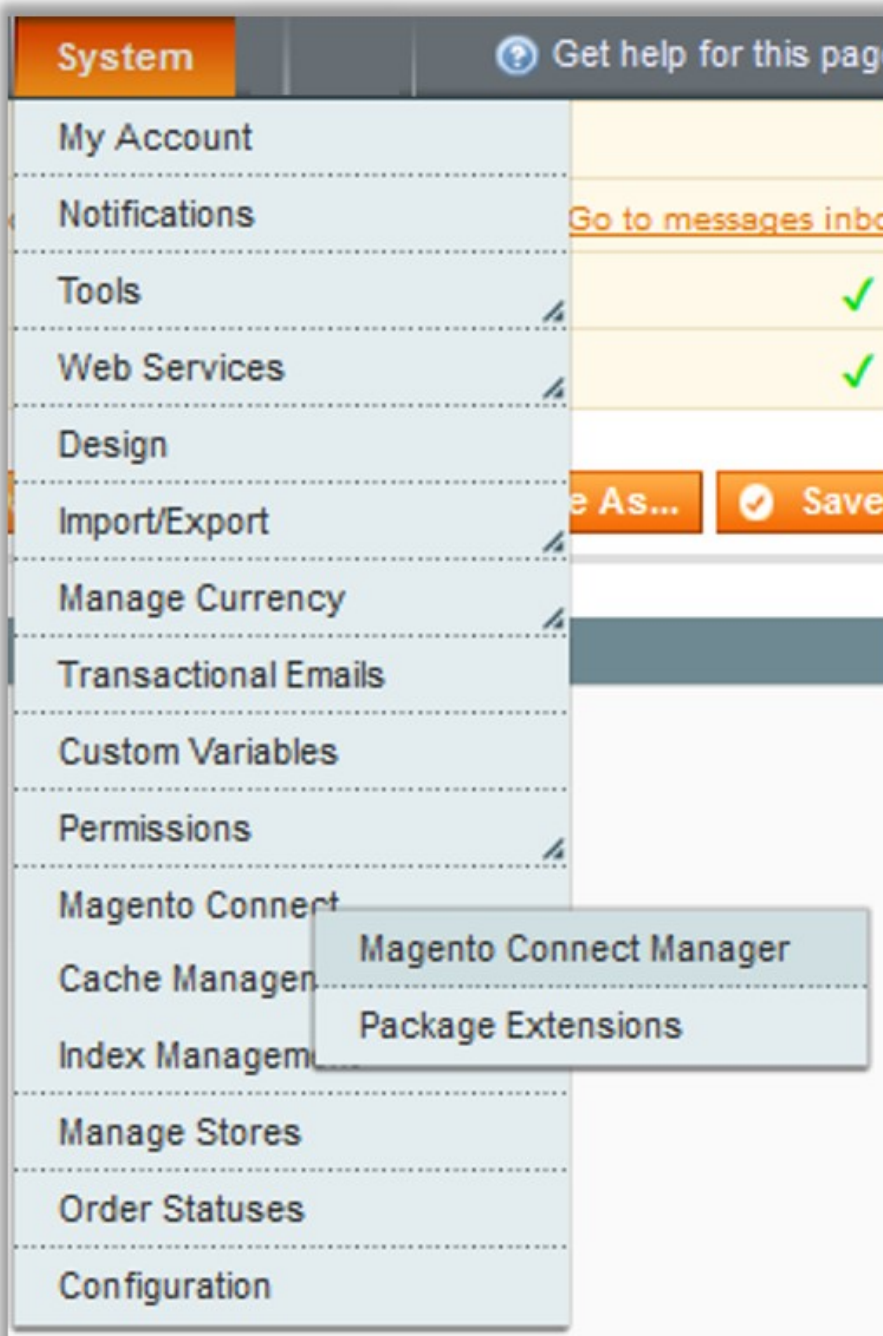 System
Get help for this page
My Account
Notifications
Go to messages inbo
Tools
Web Services
Design
Import/Export
e As...
Save
Manage Currency
Transactional Emails
Custom Variables
Permissions
Magento Connect
Magento Connect Manager
Cache Managem
Package Extensions
Index Management
Manage Stores
Order Statuses
Configuration